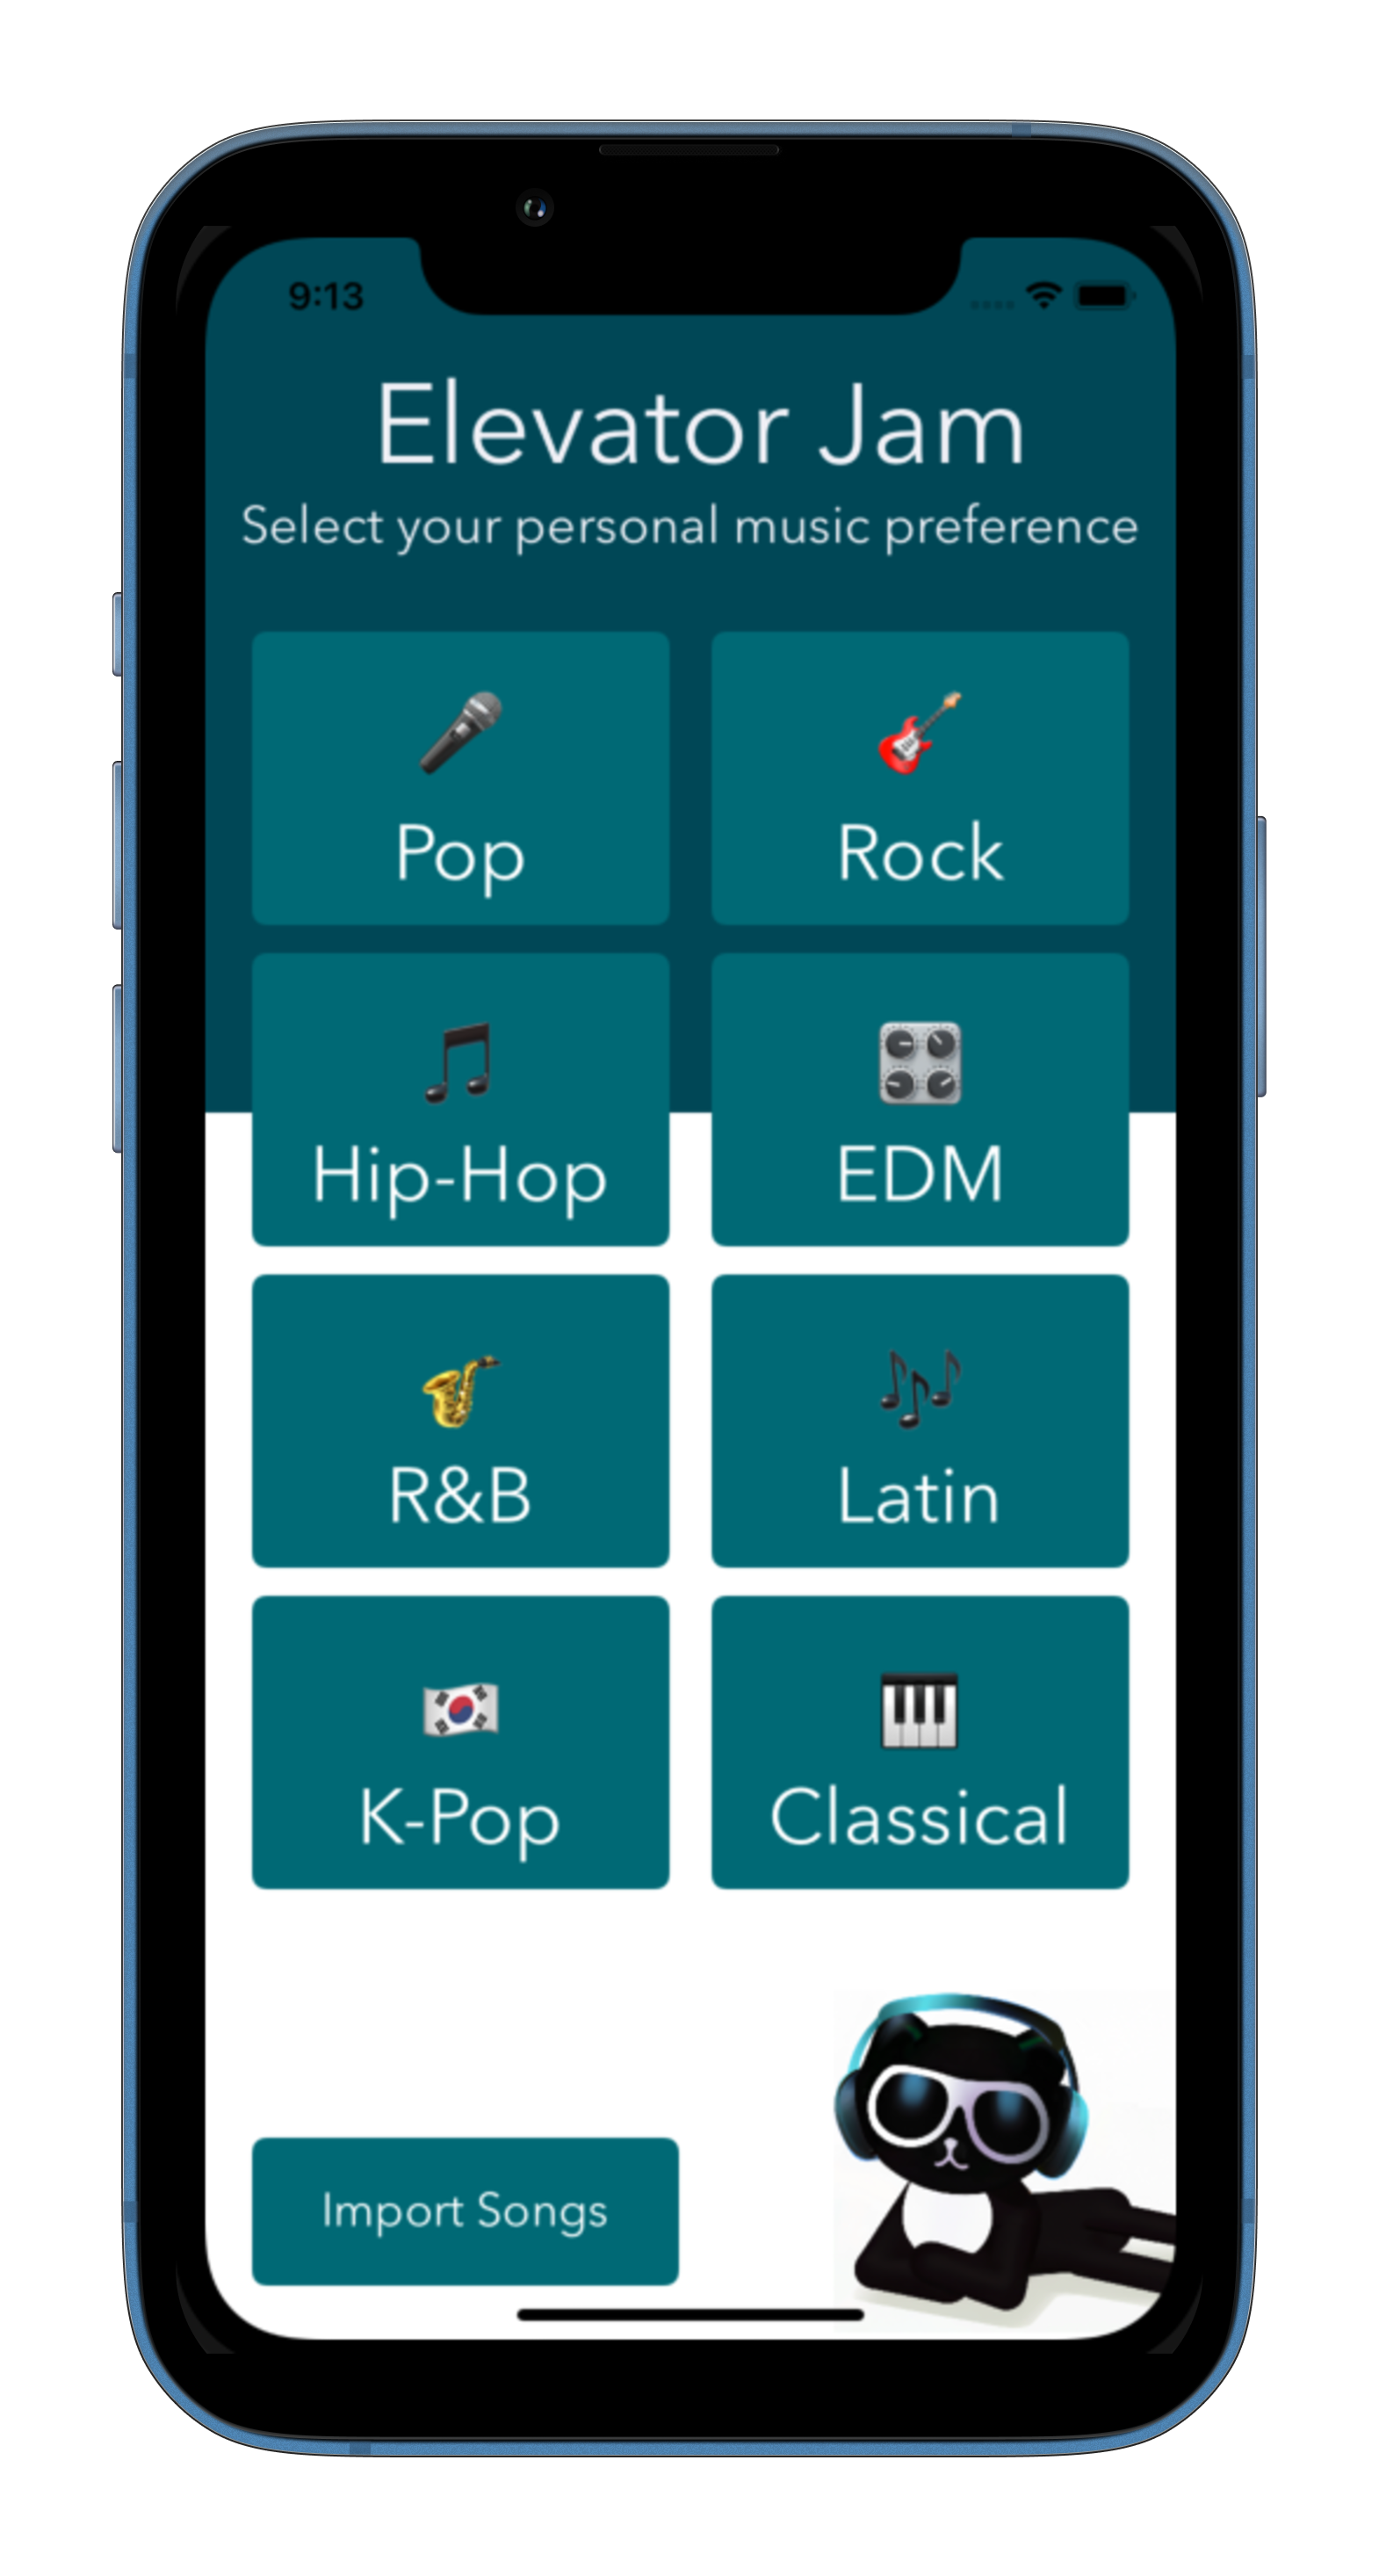 9:13
Elevator Jam
Select your personal music preference
Pop
Rock
Hip-Hop
EDM
R&B
Latin
K-Pop
Classical
Import Songs